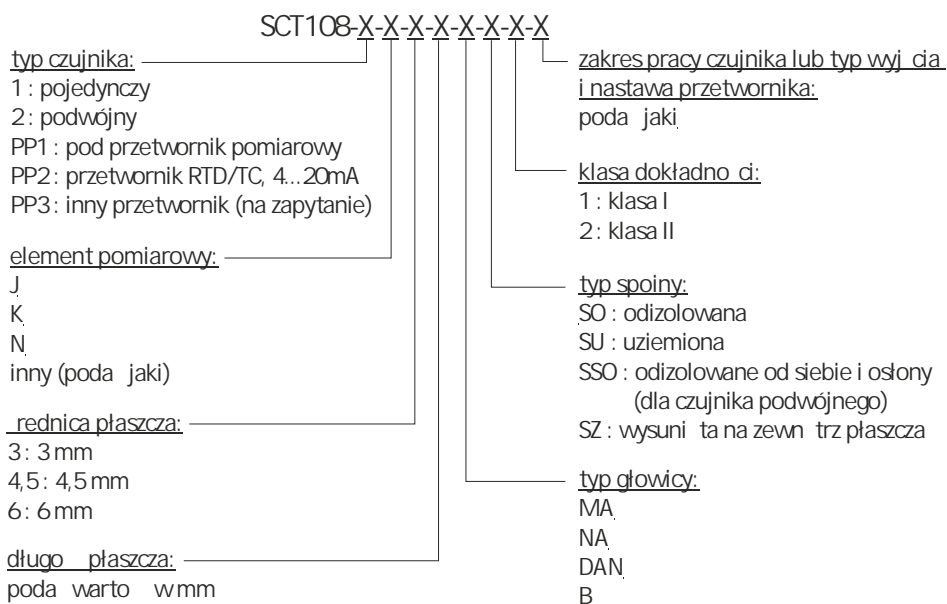 SCT108-X-X-X-X-X-X-X-X
typ czujnika:
1 : pojedynczy
2 : podwójny
PP1 : pod przetwornik pomiarowy
PP2 : przetwornik RTD/TC, 4...20mA
PP3 : inny przetwornik (na zapytanie)
element pomiarowy:
J
K
N
inny (poda jaki)
rednica płaszcza:
3 : 3 mm
4,5 : 4,5 mm
6 : 6 mm
długo płaszcza:
poda warto w mm
zakres pracy czujnika lub typ wyj cia
i nastawa przetwornika:
poda jaki
klasa dokładno ci:
1 : klasa I
2 : klasa II
typ spoiny:
SO : odizolowana
SU : uziemiona
SSO : odizolowane od siebie i osłony
(dla czujnika podwójnego)
SZ : wysuni ta na zewn trz płaszcza
typ głowicy:
MA
NA
DAN
B